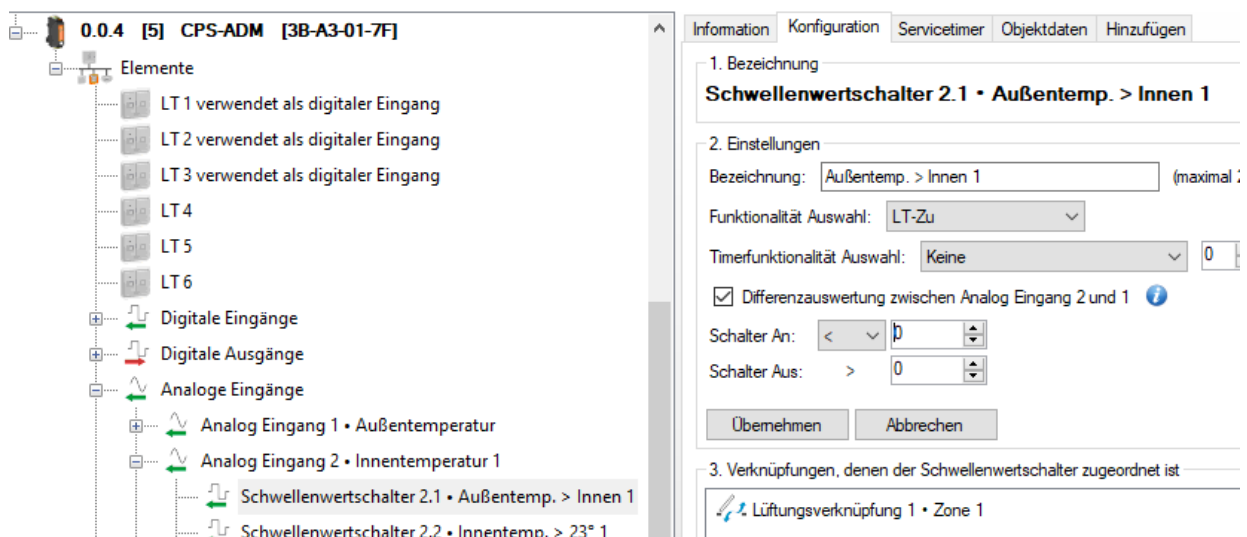 0.0.4 [5] CPS-ADM [3B-A3-01-7F]
Elemente
LT 1 verwendet als digitaler Eingang
LT 2 verwendet als digitaler Eingang
LT 3 verwendet als digitaler Eingang
LT 4
LT 5
LT 6
Digitale Eingänge
Digitale Ausgänge
Analoge Eingänge
Analog Eingang 1 • Außentemperatur
Analog Eingang 2 • Innentemperatur 1
Schwellenwertschalter 2.1 • Außentemp. > Innen 1
Schwellenwertschalter 2.2 • Innentemp. > 23° 1
Information Konfiguration Servicetimer Objektdaten Hinzufügen
1. Bezeichnung
Schwellenwertschalter 2.1 • Außentemp. > Innen 1
2. Einstellungen
Bezeichnung: Außentemp. > Innen 1 (maximal 2
Funktionalität Auswahl: LT-Zu
Timerfunktionalität Auswahl: Keine 0
Differenzauswertung zwischen Analog Eingang 2 und 1
Schalter An: < 0
Schalter Aus: > 0
Übernehmen Abbrechen
3. Verknüpfungen, denen der Schwellenwertschalter zugeordnet ist
Lüftungsverknüpfung 1 • Zone 1